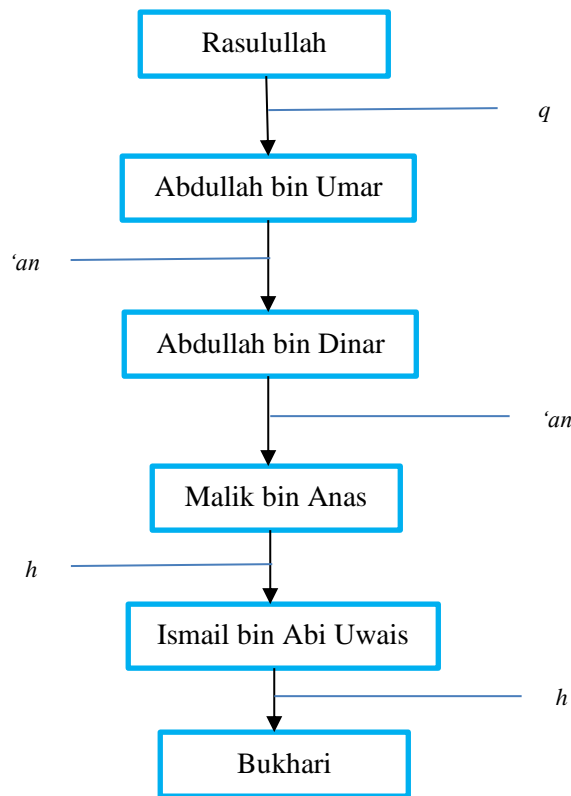 Rasulullah
q
Abdullah bin Umar
‘an
Abdullah bin Dinar
‘an
Malik bin Anas
h
Ismail bin Abi Uwais
h
Bukhari